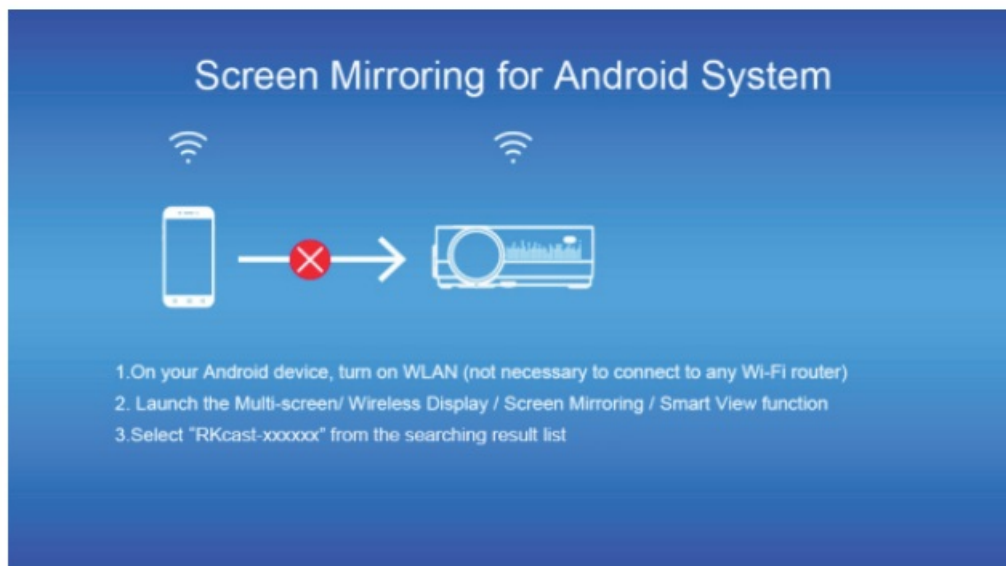 Screen Mirroring for Android System
1.On your Android device, turn on WLAN (not necessary to connect to any Wi-Fi router)
2. Launch the Multi-screen/ Wireless Display / Screen Mirroring / Smart View function
3.Select “RKcast-xxxxxx” from the searching result list